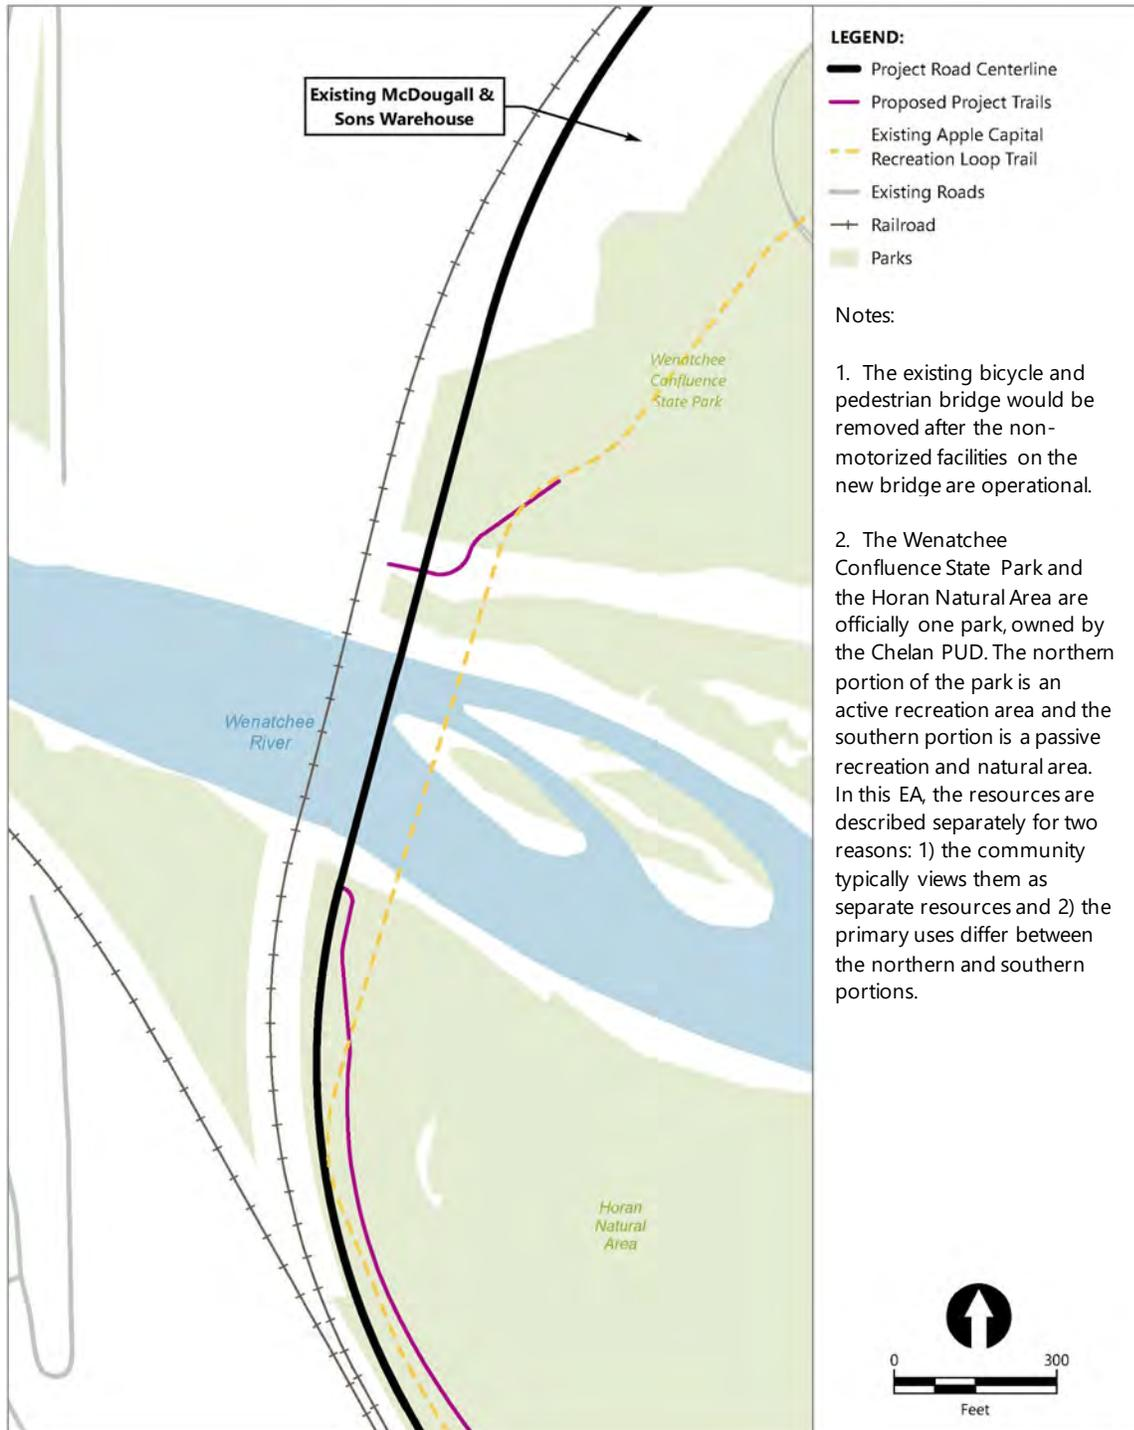 Existing McDougall &
Sons Warehouse
Wenatchee
Confluence
State Park
Wenatchee
River
Horan
Natural
Area
LEGEND:
Project Road Centerline
Proposed Project Trails
Existing Apple Capital
Recreation Loop Trail
Existing Roads
Railroad
Parks
Notes:
1. The existing bicycle and
pedestrian bridge would be
removed after the non-
motorized facilities on the
new bridge are operational.
2. The Wenatchee
Confluence State Park and
the Horan Natural Area are
officially one park, owned by
the Chelan PUD. The northern
portion of the park is an
active recreation area and the
southern portion is a passive
recreation and natural area.
In this EA, the resources are
described separately for two
reasons: 1) the community
typically views them as
separate resources and 2) the
primary uses differ between
the northern and southern
portions.
0 300
Feet